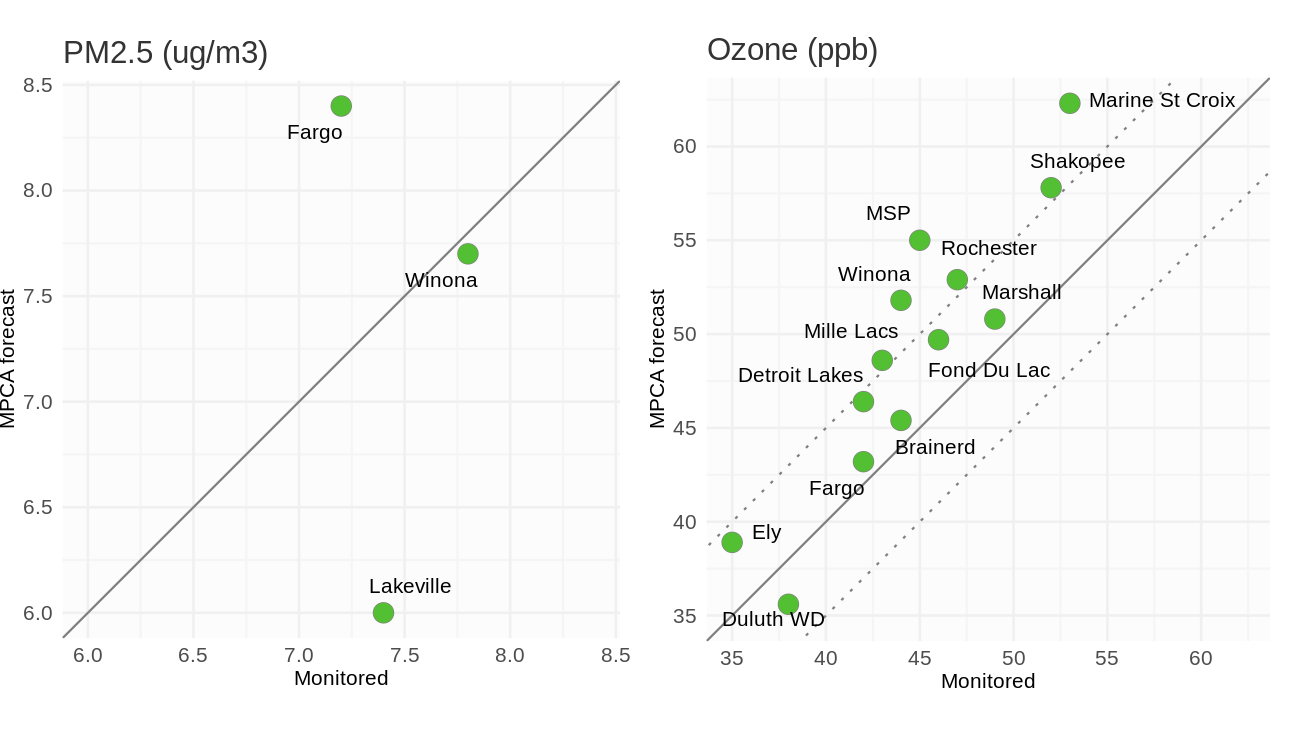 PM2.5 (ug/m3)
8.5
8.0
7.5
7.0
6.5
6.0
MPCA forecast
Fargo
Winona
Lakeville
6.0 6.5 7.0 7.5 8.0 8.5
Monitored
Ozone (ppb)
60
55
50
45
40
35
MPCA forecast
Marine St Croix
Shakopee
MSP
Rochester
Winona
Marshall
Mille Lacs
Fond Du Lac
Detroit Lakes
Brainerd
Fargo
Ely
Duluth WD
35 40 45 50 55 60
Monitored